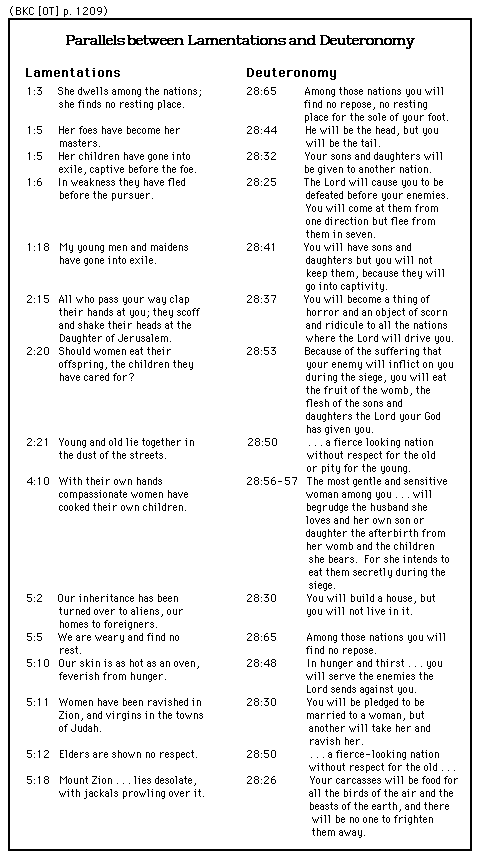 (BKC [OT] p. 1209)
Parallels between Lamentations and Deuteronomy
Lamentations Deuteronomy
1:3 She dwells among the nations; 28:65 Among those nations you will
she finds no resting place. find no repose, no resting
place for the sole of your foot.
1:5 Her foes have become her 28:44 He will be the head, but you
masters. will be the tail.
1:5 Her children have gone into 28:32 Your sons and daughters will
exile, captive before the foe. be given to another nation.
1:6 In weakness they have fled 28:25 The Lord will cause you to be
before the pursuer. defeated before your enemies.
You will come at them from
one direction but flee from
them in seven.
1:18 My young men and maidens 28:41 You will have sons and
have gone into exile. daughters but you will not
keep them, because they will
go into captivity.
2:15 All who pass your way clap 28:37 You will become a thing of
their hands at you; they scoff horror and an object of scorn
and shake their heads at the and ridicule to all the nations
Daughter of Jerusalem. where the Lord will drive you.
2:20 Should women eat their 28:53 Because of the suffering that
offspring, the children they your enemy will inflict on you
have cared for? during the siege, you will eat
the fruit of the womb, the
flesh of the sons and
daughters the Lord your God
has given you.
2:21 Young and old lie together in 28:50 . . . a fierce looking nation
the dust of the streets. without respect for the old
or pity for the young.
4:10 With their own hands 28:56-57 The most gentle and sensitive
compassionate women have woman among you . . . will
cooked their own children. begrudge the husband she
loves and her own son or
daughter the afterbirth from
her womb and the children
she bears. For she intends to
eat them secretly during the
siege.
5:2 Our inheritance has been 28:30 You will build a house, but
turned over to aliens, our you will not live in it.
homes to foreigners.
5:5 We are weary and find no 28:65 Among those nations you will
rest. find no repose.
5:10 Our skin is as hot as an oven, 28:48 In hunger and thirst . . . you
feverish from hunger. will serve the enemies the
Lord sends against you.
5:11 Women have been ravished in 28:30 You will be pledged to be
Zion, and virgins in the towns married to a woman, but
of Judah. another will take her and
ravish her.
5:12 Elders are shown no respect. 28:50 . . . a fierce-looking nation
without respect for the old . . .
5:18 Mount Zion . . . lies desolate, 28:26 Your carcasses will be food for
with jackals prowling over it. all the birds of the air and the
beasts of the earth, and there
will be no one to frighten
them away.